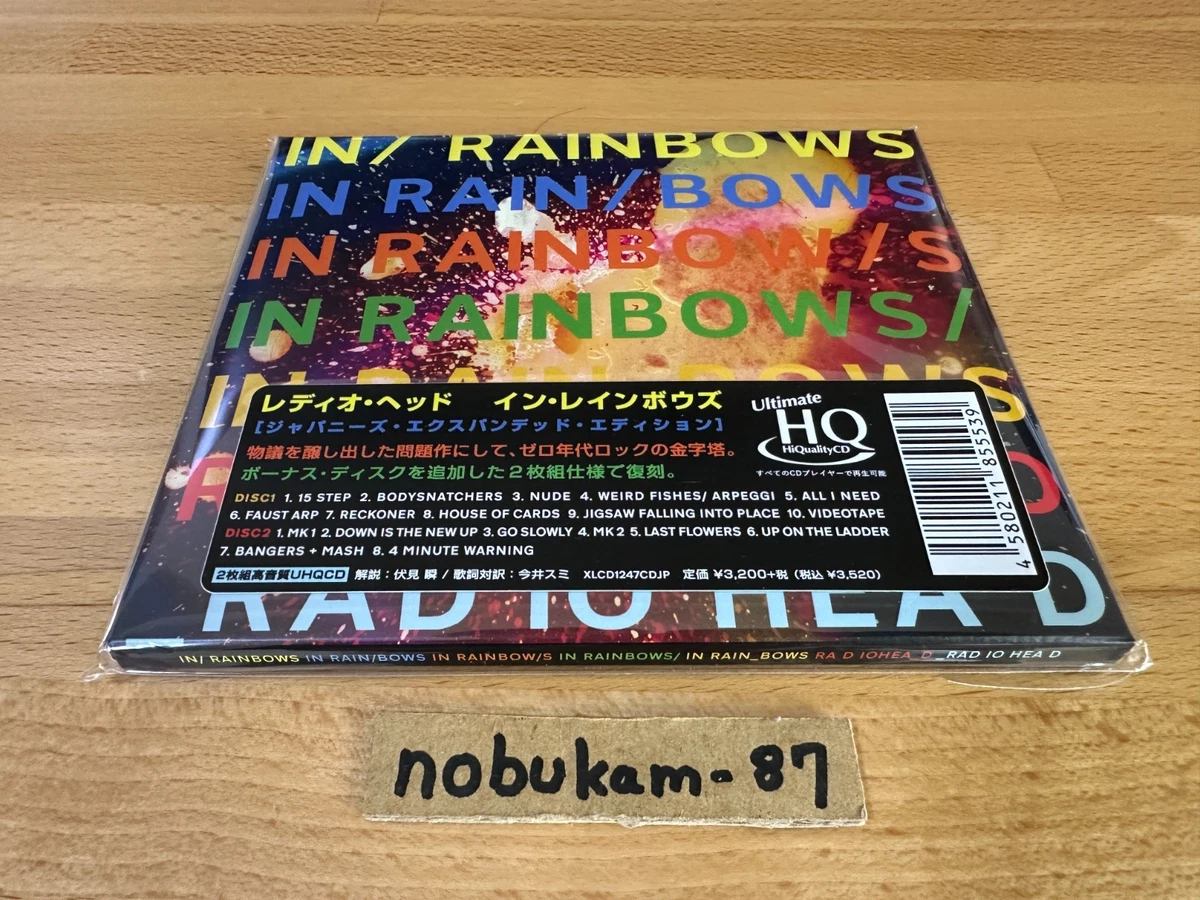 IN/ RAINBOWS
IN RAIN/BOWS
IN RAINBOW/S
IN RAINBOWS/
IN RAIN_BOWS
レディオ・ヘッド イン・レインボウズ
[ジャパニーズ・エクスパンデッド・エディション]
物議を醸し出した問題作にして、ゼロ年代ロックの金字塔。
ボーナス・ディスクを追加した2枚組仕様で復刻。
Ultimate
HQ
HiQualityCD
すべてのCDプレイヤーで再生可能
DISC1 1. 15 STEP 2. BODYSNATCHERS 3. NUDE 4. WEIRD FISHES/ ARPEGGI 5. ALL I NEED
6. FAUST ARP 7. RECKONER 8. HOUSE OF CARDS 9. JIGSAW FALLING INTO PLACE 10. VIDEOTAPE
DISC2 1. MK1 2. DOWN IS THE NEW UP 3. GO SLOWLY 4. MK 2 5. LAST FLOWERS 6. UP ON THE LADDER
7. BANGERS + MASH 8. 4 MINUTE WARNING
2枚組高音質UHQCD 解説:伏見 瞬 / 歌詞対訳:今井スミ XLCD1247CDJP 定価 ¥3,200+税 (税込 ¥3,520)
4 580211 855539
RAD IO HEA D
IN/ RAINBOWS IN RAIN/BOWS IN RAINBOW/S IN RAINBOWS/ IN RAIN_BOWS RA D IOHEA_D_RAD IO HEA D
nobukam-87